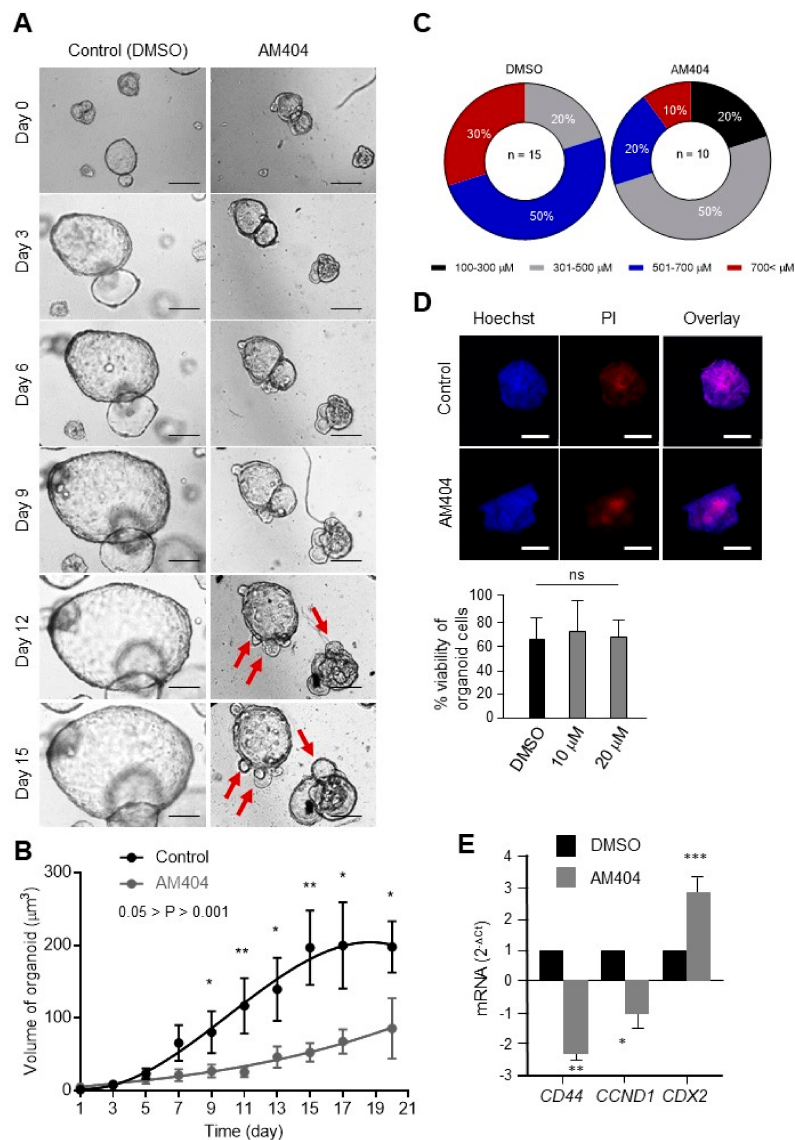 A
Control (DMSO)
AM404
Day 0
Day 3
Day 6
Day 9
Day 12
Day 15
B
Control
AM404
0.05 > P > 0.001
Volume of organoid (µm³)
300
200
100
0
*
**
*
**
*
*
1 3 5 7 9 11 13 15 17 19 21
Time (day)
C
DMSO
AM404
20%
50%
30%
n = 15
20%
50%
20%
10%
n = 10
100-300 µM
301-500 µM
501-700 µM
700< µM
D
Hoechst
PI
Overlay
Control
AM404
% viability of
organoid cells
100
80
60
40
20
0
ns
DMSO
10 µM
20 µM
E
DMSO
AM404
mRNA (2-ΔCt)
4
3
2
1
0
-1
-2
-3
**
*
***
CD44
CCND1
CDX2